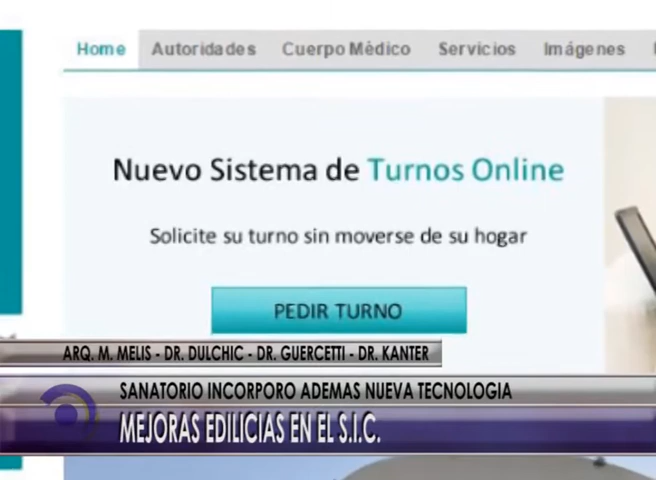 Home Autoridades Cuerpo Mèdico Servicios Imágenes
Nuevo Sistema de Turnos Online
Solicite su turno sin moverse de su hogar
PEDIR TURNO
ARQ. M. MELIS - DR. DULCHIC - DR. GUERCETTI - DR. KANTER
SANATORIO INCORPORO ADEMAS NUEVA TECNOLOGIA
MEJORAS EDILICIAS EN EL S.I.C.